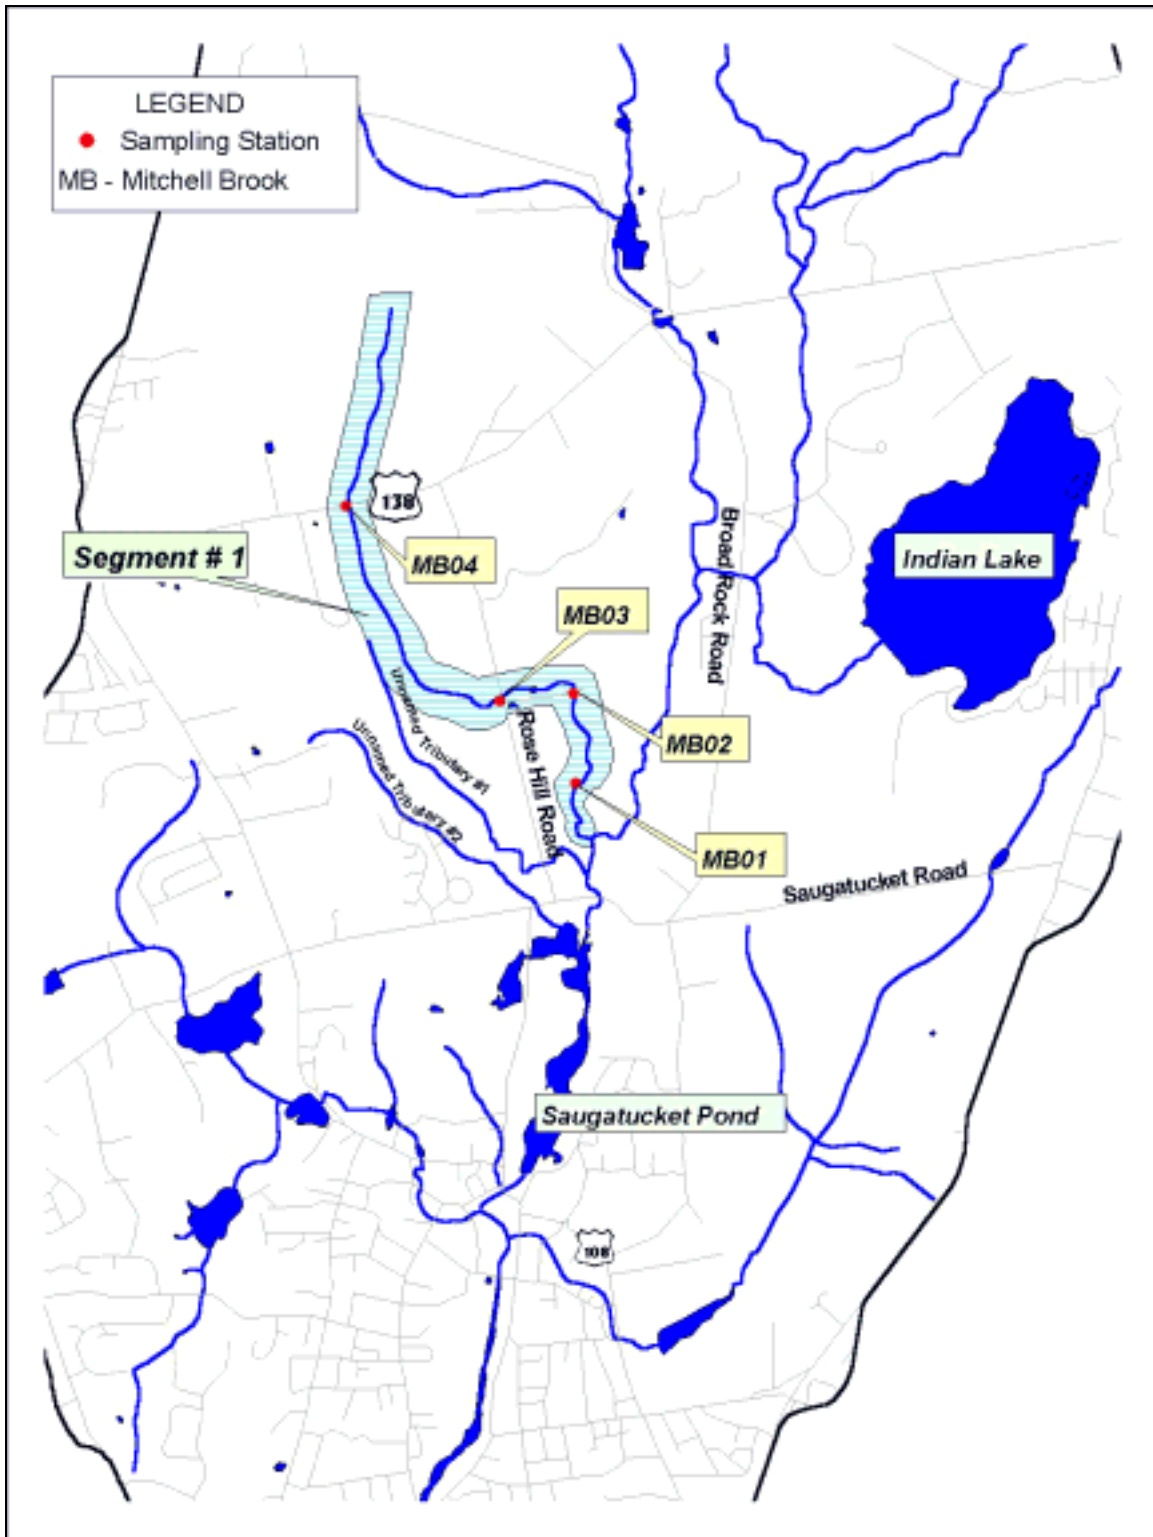 LEGEND
Sampling Station
MB - Mitchell Brook
138
Segment # 1
MB04
MB03
Broad Rock Road
Indian Lake
Unnamed Tributary #1
Unnamed Tributary #2
Rose Hill Road
MB02
MB01
Saugatucket Road
Saugatucket Pond
108